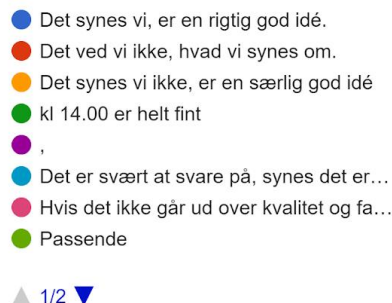 Det synes vi, er en rigtig god idé.
Det ved vi ikke, hvad vi synes om.
Det synes vi ikke, er en særlig god idé
kl 14.00 er helt fint
,
Det er svært at svare på, synes det er…
Hvis det ikke går ud over kvalitet og fa…
Passende
1/2